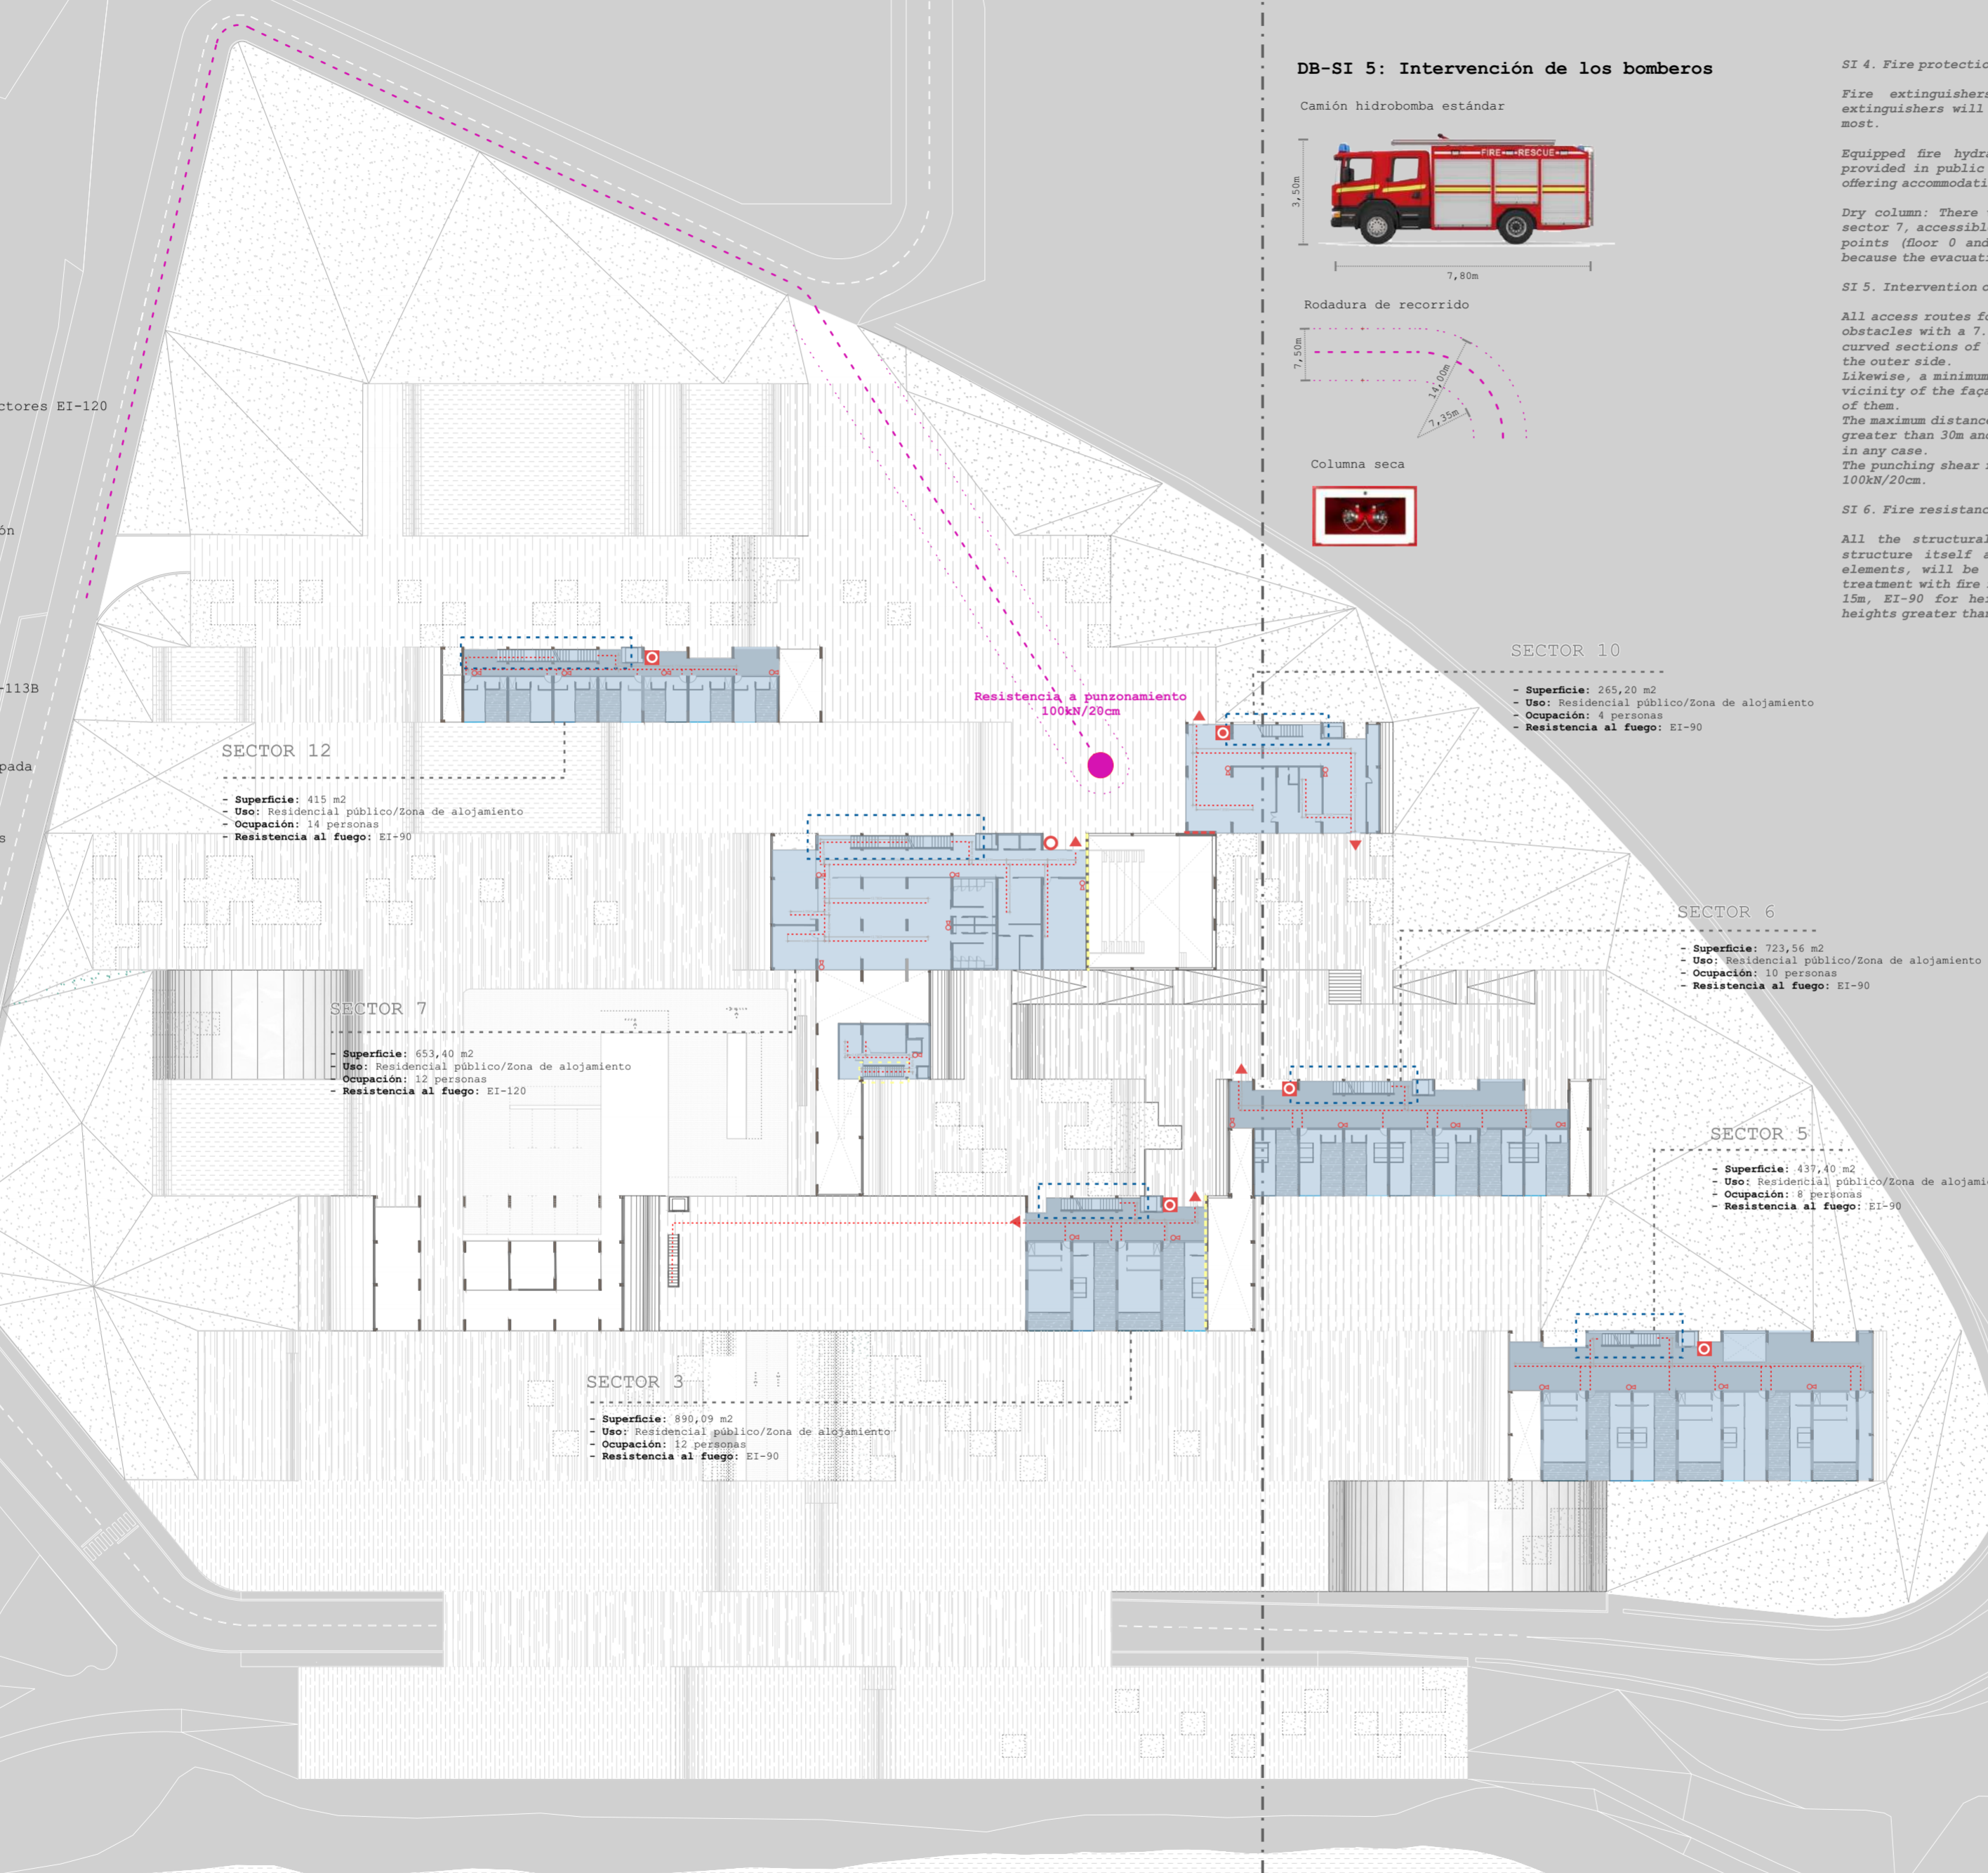 DB-SI 5: Intervención de los bomberos
Camión hidrobomba estándar
FIRE RESCUE
3,50m
7,80m
Rodadura de recorrido
7,50m
14,00m
7,35m
Columna seca
SI 4. Fire protectio
Fire extinguishers
extinguishers will
most.
Equipped fire hydra
provided in public
offering accommodati
Dry column: There
sector 7, accessibl
points (floor 0 and
because the evacuati
SI 5. Intervention o
All access routes fo
obstacles with a 7.
curved sections of
the outer side.
Likewise, a minimum
vicinity of the faça
of them.
The maximum distance
greater than 30m and
in any case.
The punching shear
100kN/20cm.
SI 6. Fire resistanc
All the structural
structure itself a
elements, will be
treatment with fire
15m, EI-90 for hei
heights greater than
ctores EI-120
ón
-113B
pada
s
Resistencia a punzonamiento
100kN/20cm
SECTOR 10
- Superficie: 265,20 m2
- Uso: Residencial público/Zona de alojamiento
- Ocupación: 4 personas
- Resistencia al fuego: EI-90
SECTOR 12
- Superficie: 415 m2
- Uso: Residencial público/Zona de alojamiento
- Ocupación: 14 personas
- Resistencia al fuego: EI-90
SECTOR 6
- Superficie: 723,56 m2
- Uso: Residencial público/Zona de alojamiento
- Ocupación: 10 personas
- Resistencia al fuego: EI-90
SECTOR 7
- Superficie: 653,40 m2
- Uso: Residencial público/Zona de alojamiento
- Ocupación: 12 personas
- Resistencia al fuego: EI-120
SECTOR 5
- Superficie: 437,40 m2
- Uso: Residencial público/Zona de alojamie
- Ocupación: 8 personas
- Resistencia al fuego: EI-90
SECTOR 3
- Superficie: 890,09 m2
- Uso: Residencial público/Zona de alojamiento
- Ocupación: 12 personas
- Resistencia al fuego: EI-90